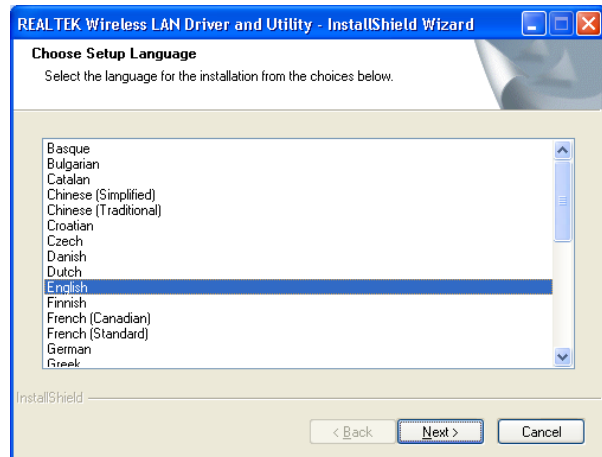 REALTEK Wireless LAN Driver and Utility - InstallShield Wizard
Choose Setup Language
Select the language for the installation from the choices below.
Basque
Bulgarian
Catalan
Chinese (Simplified)
Chinese (Traditional)
Croatian
Czech
Danish
Dutch
English
Finnish
French (Canadian)
French (Standard)
German
Greek
InstallShield
< Back
Next >
Cancel